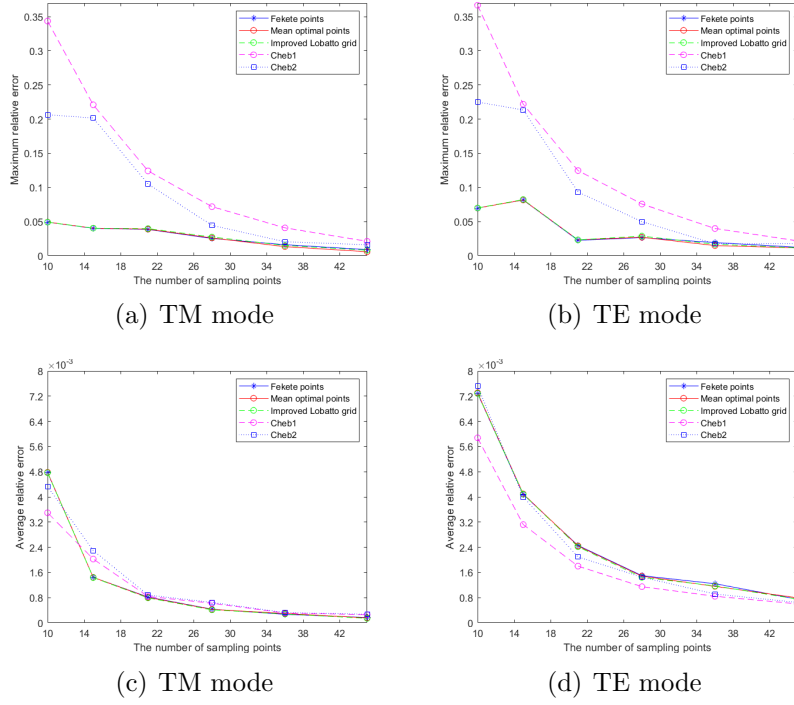 0.35
0.3
0.25
0.2
0.15
0.1
0.05
0
Maximum relative error
10 14 18 22 26 30 34 38 42
The number of sampling points
Fekete points
Mean optimal points
Improved Lobatto grid
Cheb1
Cheb2
(a) TM mode
0.35
0.3
0.25
0.2
0.15
0.1
0.05
0
Maximum relative error
10 14 18 22 26 30 34 38 42
The number of sampling points
Fekete points
Mean optimal points
Improved Lobatto grid
Cheb1
Cheb2
(b) TE mode
×10⁻³
8
7.2
6.4
5.6
4.8
4
3.2
2.4
1.6
0.8
0
Average relative error
10 14 18 22 26 30 34 38 42
The number of sampling points
Fekete points
Mean optimal points
Improved Lobatto grid
Cheb1
Cheb2
(c) TM mode
×10⁻³
8
7.2
6.4
5.6
4.8
4
3.2
2.4
1.6
0.8
0
Average relative error
10 14 18 22 26 30 34 38 42
The number of sampling points
Fekete points
Mean optimal points
Improved Lobatto grid
Cheb1
Cheb2
(d) TE mode